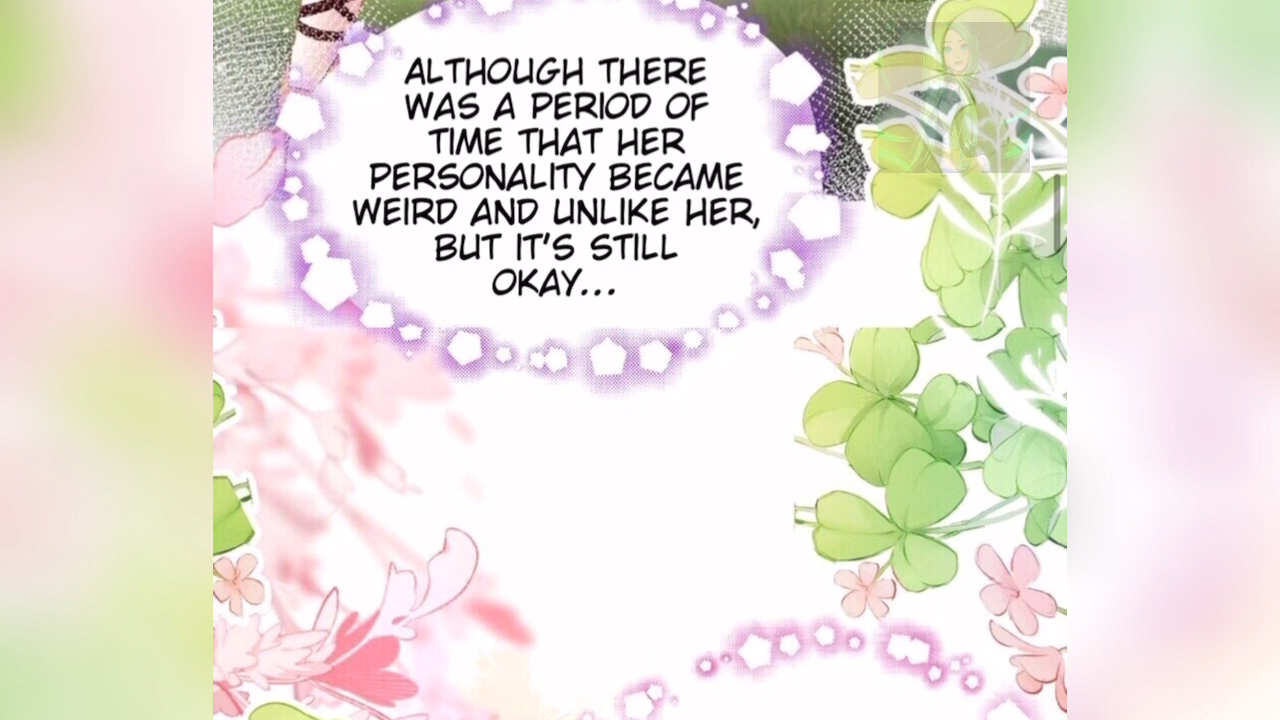 ALTHOUGH THERE
WAS A PERIOD OF
TIME THAT HER
PERSONALITY BECAME
WEIRD AND UNLIKE HER,
BUT IT'S STILL
OKAY...